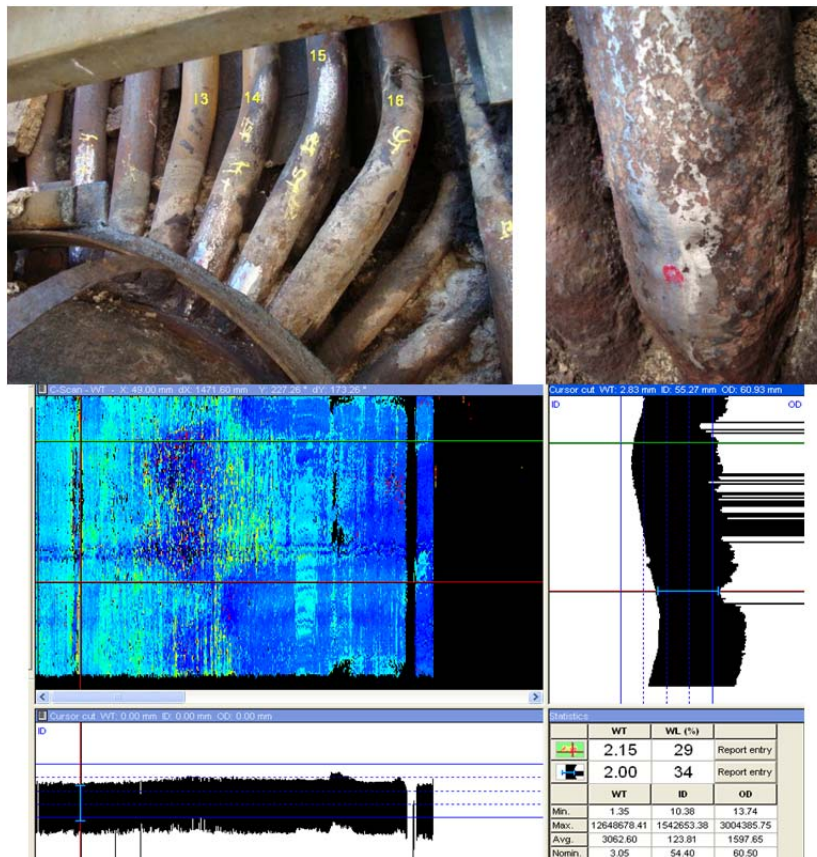 15
13
14
16
C-Scan - WT - X: 49.00 mm dX: 1471.60 mm Y: 227.26 ° dY: 173.26 °
Cursor cut WT: 2.83 mm ID: 55.27 mm OD: 60.93 mm
ID OD
Cursor cut WT: 0.00 mm ID: 0.00 mm OD: 0.00 mm
ID
Statistics
WT WL (%)
2.15 29 Report entry
2.00 34 Report entry
WT ID OD
Min. 1.35 10.38 13.74
Max. 12648678.41 1542653.38 3004385.75
Avg. 3062.60 123.81 1597.65
Nomin. 3.05 54.40 60.50